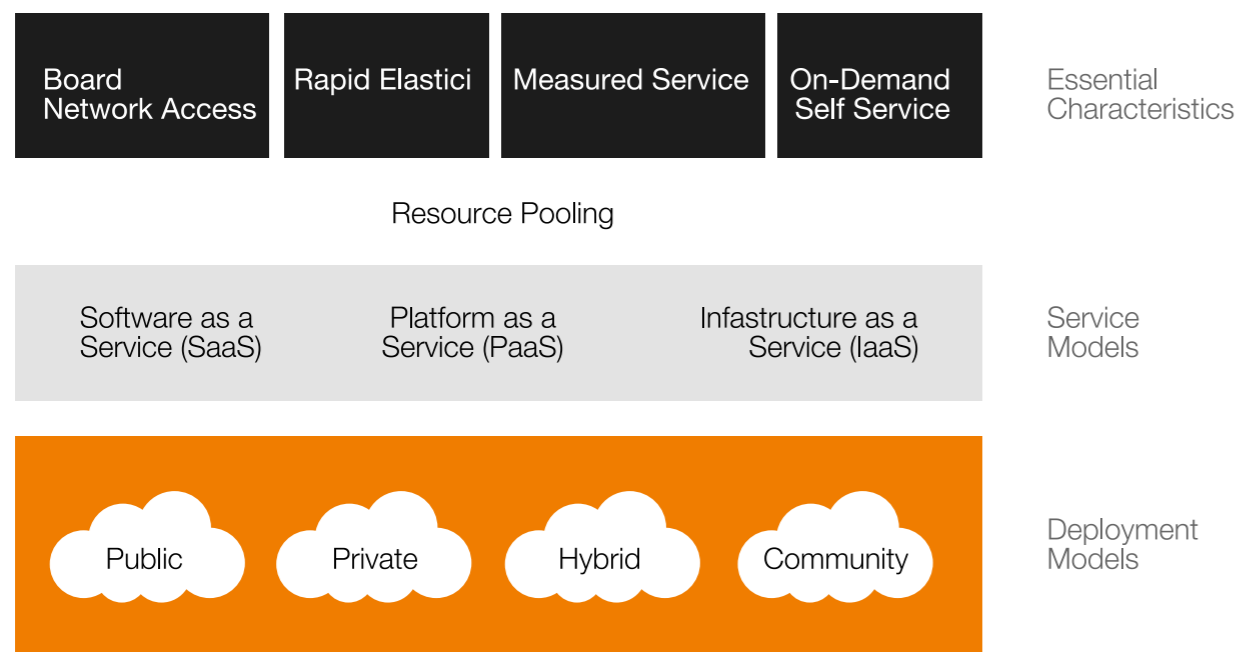 Board
Network Access
Rapid Elastici
Measured Service
On-Demand
Self Service
Essential
Characteristics
Resource Pooling
Software as a
Service (SaaS)
Platform as a
Service (PaaS)
Infastructure as a
Service (IaaS)
Service
Models
Public
Private
Hybrid
Community
Deployment
Models